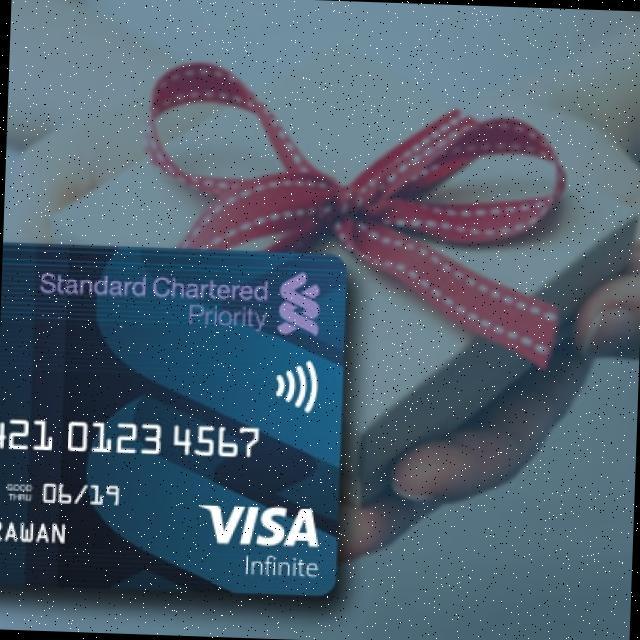 Standard Chartered
Priority
421 0123 4567
GOOD
THRU 06/19
RAWAN
VISA
Infinite